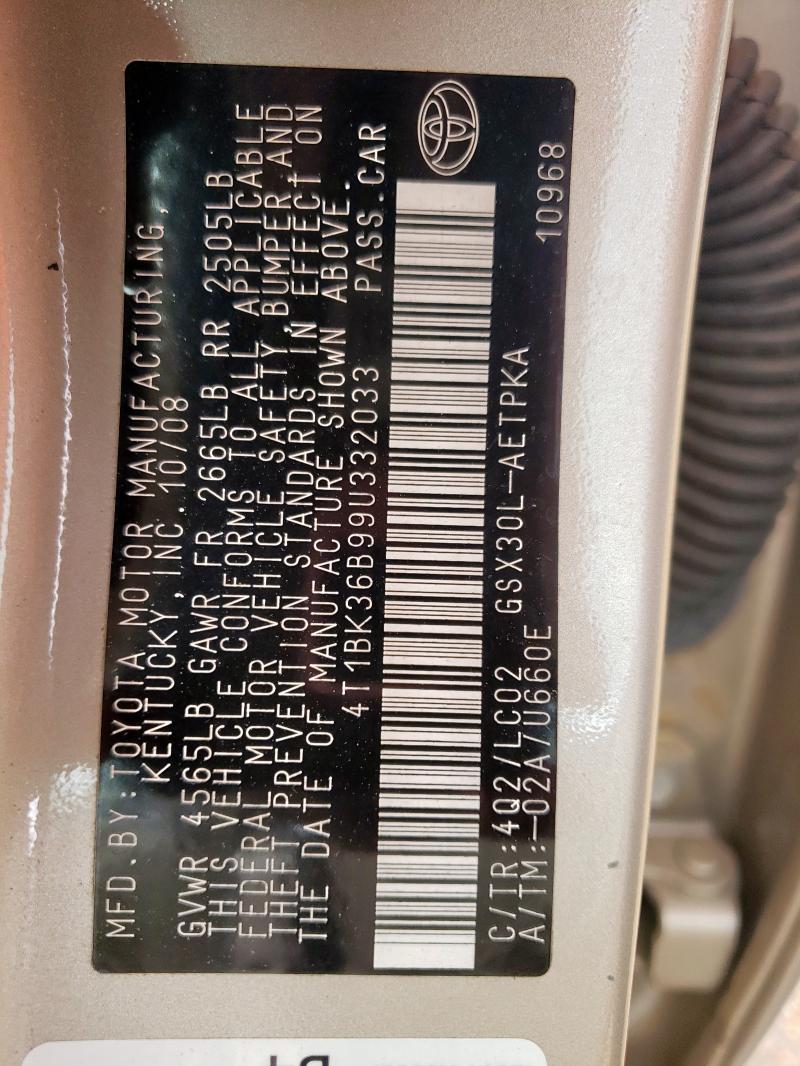 MFD.BY:TOYOTA MOTOR MANUFACTURING,
KENTUCKY,INC.10/08
GVWR 4565LB GAWR FR 2665LB RR 2505LB
THIS VEHICLE CONFORMS TO ALL APPLICABLE
FEDERAL MOTOR VEHICLE SAFETY, BUMPER AND
THEFT PREVENTION STANDARDS IN EFFECT ON
THE DATE OF MANUFACTURE SHOWN ABOVE.
4T1BK36B99U332033 PASS.CAR
C/TR:4Q2/LC02 GSX30L-AETPKA
A/TM:-02A/U660E 10968